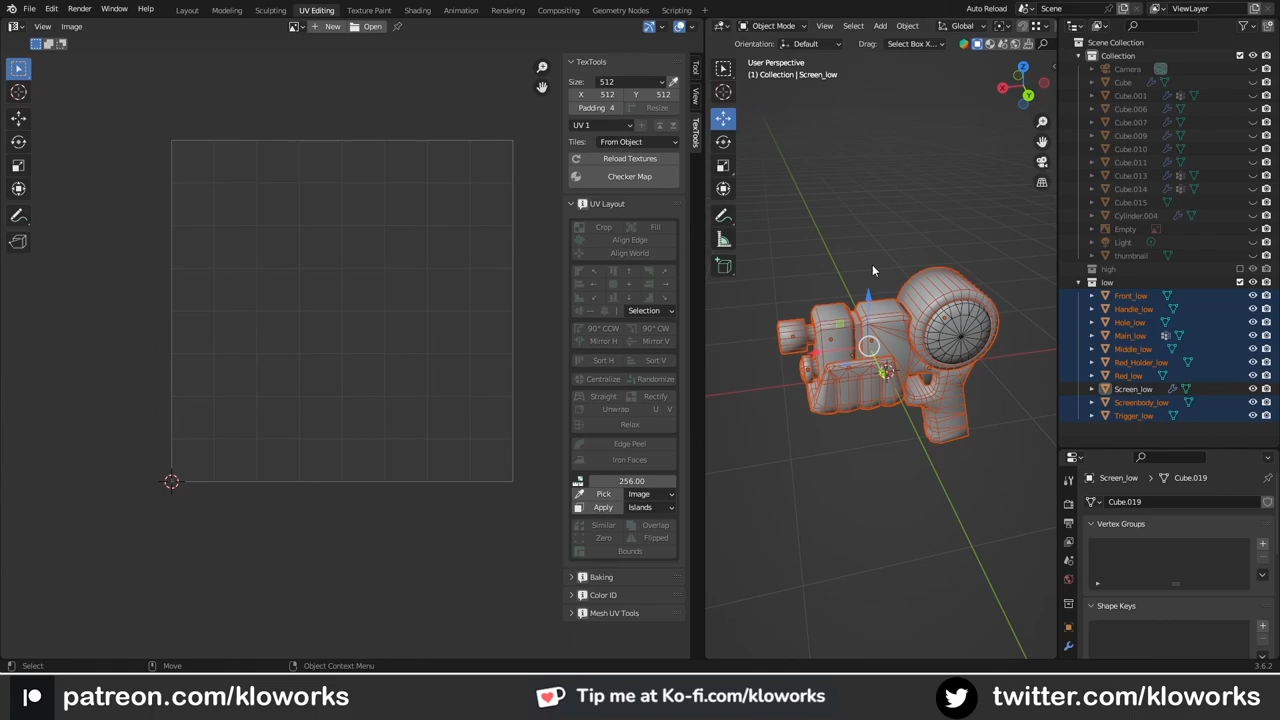 File Edit Render Window Help Layout Modeling Sculpting UV Editing Texture Paint Shading Animation Rendering Compositing Geometry Nodes Scripting Auto Reload Scene ViewLayer
View Image New Open
Object Mode View Select Add Object Global
Orientation: Default Drag: Select Box X...
TexTools
Size: 512
X 512 Y 512
Padding 4 Resize
UV 1
Tiles: From Object
Reload Textures
Checker Map
UV Layout
Crop Fill
Align Edge
Align World
Selection
90° CCW 90° CW
Mirror H Mirror V
Sort H Sort V
Centralize Randomize
Straight Rectify
Unwrap U V
Relax
Edge Peel
Iron Faces
256.00
Pick Image
Apply Islands
Similar Overlap
Zero Flipped
Bounds
Baking
Color ID
Mesh UV Tools
Tool
View
TexTools
User Perspective
(1) Collection | Screen_low
X
Y
Z
Scene Collection
Collection
Camera
Cube
Cube.001
Cube.006
Cube.007
Cube.009
Cube.010
Cube.011
Cube.013
Cube.014
Cube.015
Cylinder.004
Empty
Light
thumbnail
high
low
Front_low
Handle_low
Hole_low
Main_low
Middle_low
Red_Holder_low
Red_low
Screen_low
Screenbody_low
Trigger_low
Screen_low Cube.019
Cube.019
Vertex Groups
Shape Keys
Select Move Object Context Menu 3.6.2
patreon.com/kloworks Tip me at Ko-fi.com/kloworks twitter.com/kloworks